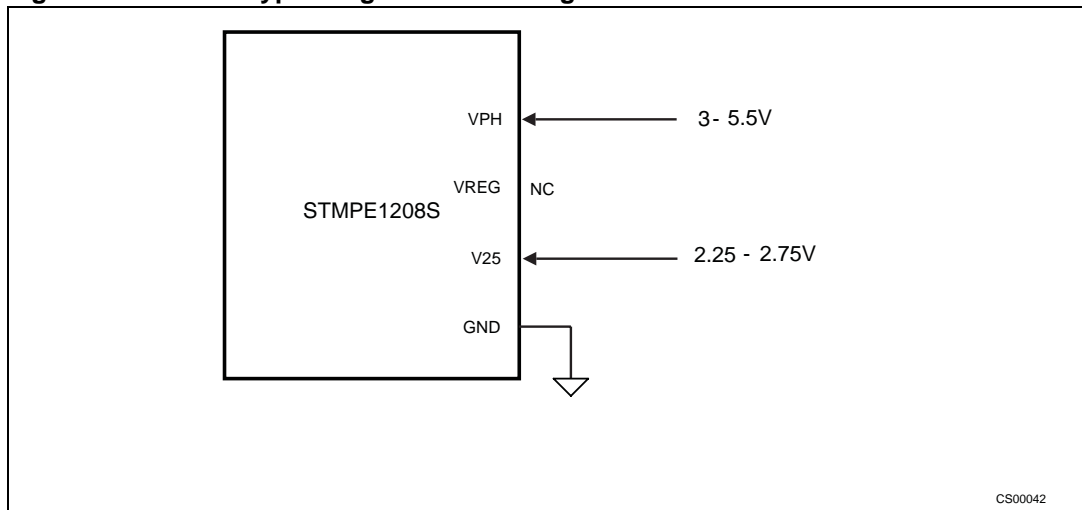 VPH
3- 5.5V
VREG
NC
STMPE1208S
V25
2.25 - 2.75V
GND
CS00042